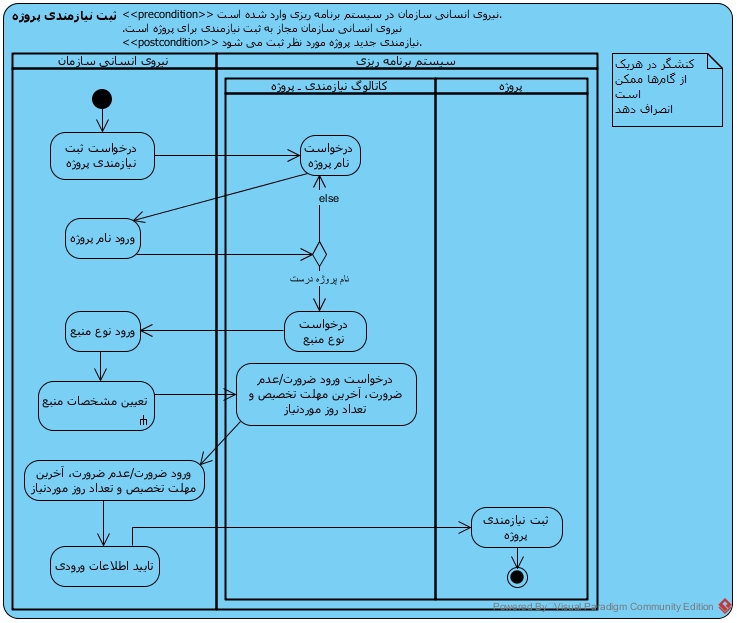 ثبت نیازمندی پروژه
<<precondition>> نیروی انسانی سازمان در سیستم برنامه ریزی وارد شده است.
نیروی انسانی سازمان مجاز به ثبت نیازمندی برای پروژه است.
<<postcondition>> نیازمندی جدید پروژه مورد نظر ثبت می شود.
نیروی انسانی سازمان
سیستم برنامه ریزی
کنشگر در هریک
از گام‌ها ممکن
است
انصراف دهد
کاتالوگ نیازمندی ـ پروژه
پروژه
درخواست ثبت
نیازمندی پروژه
درخواست
نام پروژه
else
ورود نام پروژه
نام پروژه درست
درخواست
نوع منبع
ورود نوع منبع
درخواست ورود ضرورت/عدم
ضرورت، آخرین مهلت تخصیص و
تعداد روز موردنیاز
تعیین مشخصات منبع
ورود ضرورت/عدم ضرورت، آخرین
مهلت تخصیص و تعداد روز موردنیاز
ثبت نیازمندی
پروژه
تایید اطلاعات ورودی
Powered By Visual Paradigm Community Edition